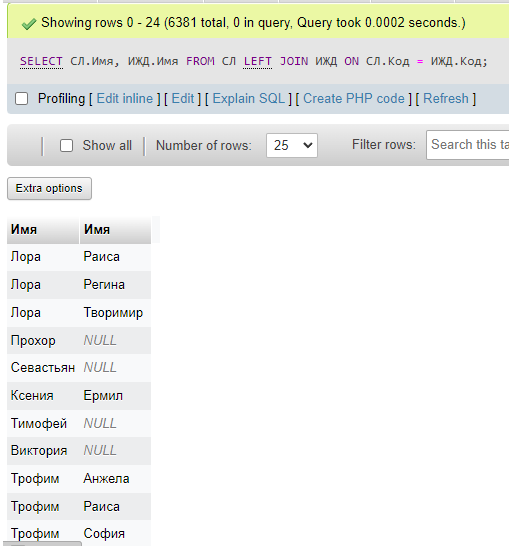 Showing rows 0 - 24 (6381 total, 0 in query, Query took 0.0002 seconds.)
SELECT СЛ.Имя, ИЖД.Имя FROM СЛ LEFT JOIN ИЖД ON СЛ.Код = ИЖД.Код;
Profiling [ Edit inline ] [ Edit ] [ Explain SQL ] [ Create PHP code ] [ Refresh ]
Show all Number of rows: 25 Filter rows: Search this ta
Extra options
Имя Имя
Лора Раиса
Лора Регина
Лора Творимир
Прохор NULL
Севастьян NULL
Ксения Ермил
Тимофей NULL
Виктория NULL
Трофим Анжела
Трофим Раиса
Трофим София